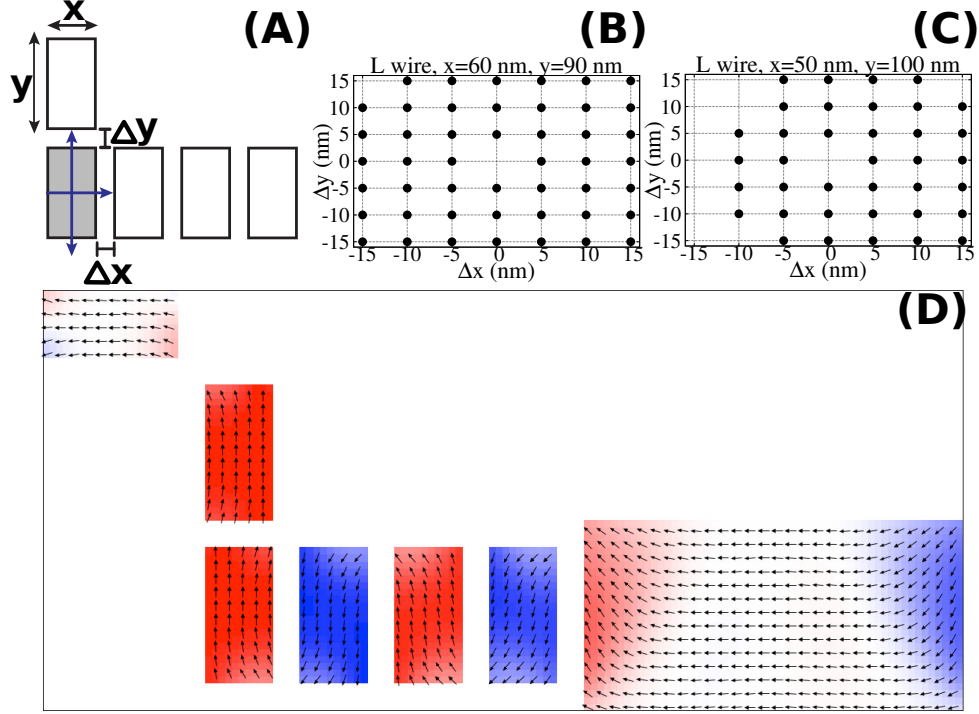 (A)
x
y
Δy
Δx
(B)
L wire, x=60 nm, y=90 nm
Δy (nm)
15
10
5
0
-5
-10
-15
-15 -10 -5 0 5 10 15
Δx (nm)
(C)
L wire, x=50 nm, y=100 nm
Δy (nm)
15
10
5
0
-5
-10
-15
-15 -10 -5 0 5 10 15
Δx (nm)
(D)